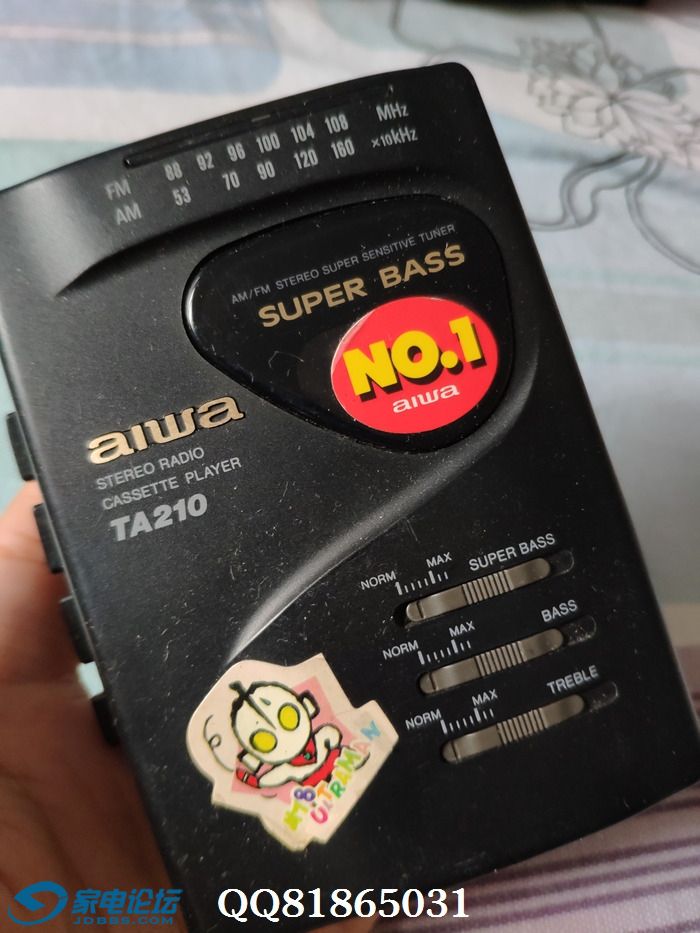 FM 88 92 96 100 104 108 MHz
AM 53 70 90 120 160 ×10kHz
AM/FM STEREO SUPER SENSITIVE TUNER
SUPER BASS
NO.1
aiwa
aiwa
STEREO RADIO
CASSETTE PLAYER
TA210
NORM MAX SUPER BASS
NORM MAX BASS
NORM MAX TREBLE
ULTRAMAN
家电论坛
JDBBS.COM
QQ81865031